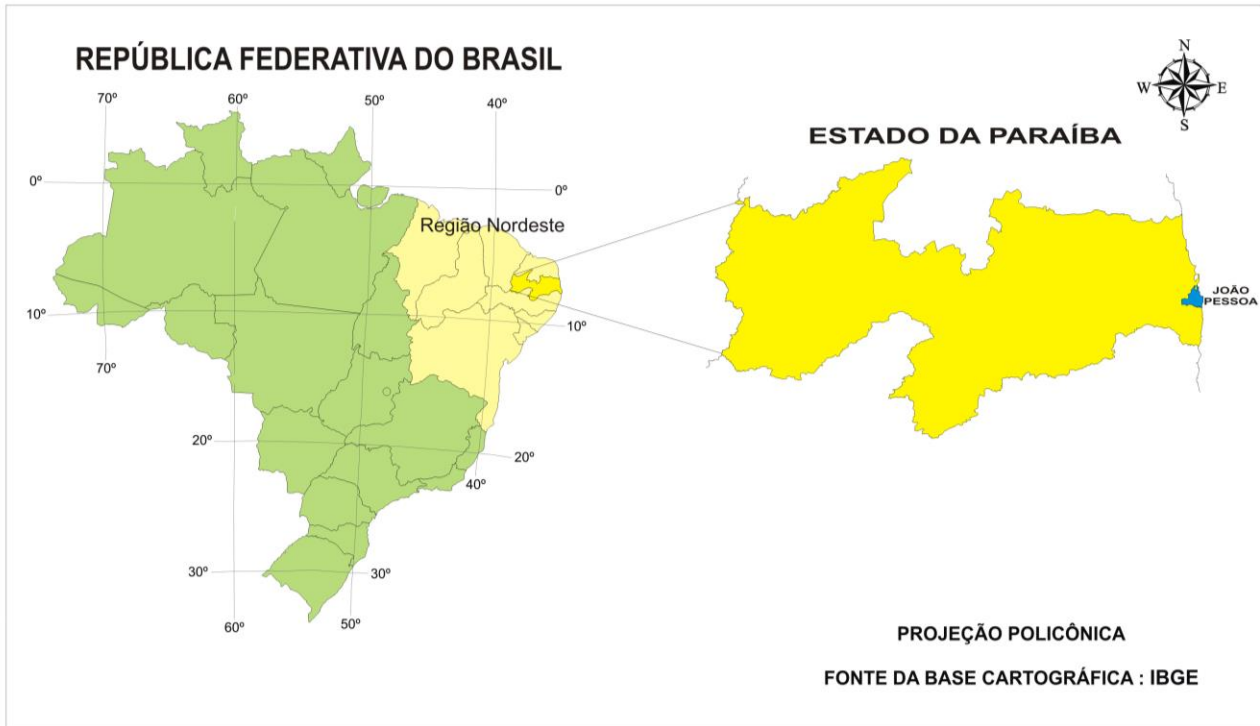 REPÚBLICA FEDERATIVA DO BRASIL
70º
60º
50º
40º
0º
0º
Região Nordeste
10º
10º
70º
20º
20º
40º
30º
30º
60º
50º
N
W
E
S
ESTADO DA PARAÍBA
JOÃO
PESSOA
PROJEÇÃO POLICÔNICA
FONTE DA BASE CARTOGRÁFICA : IBGE